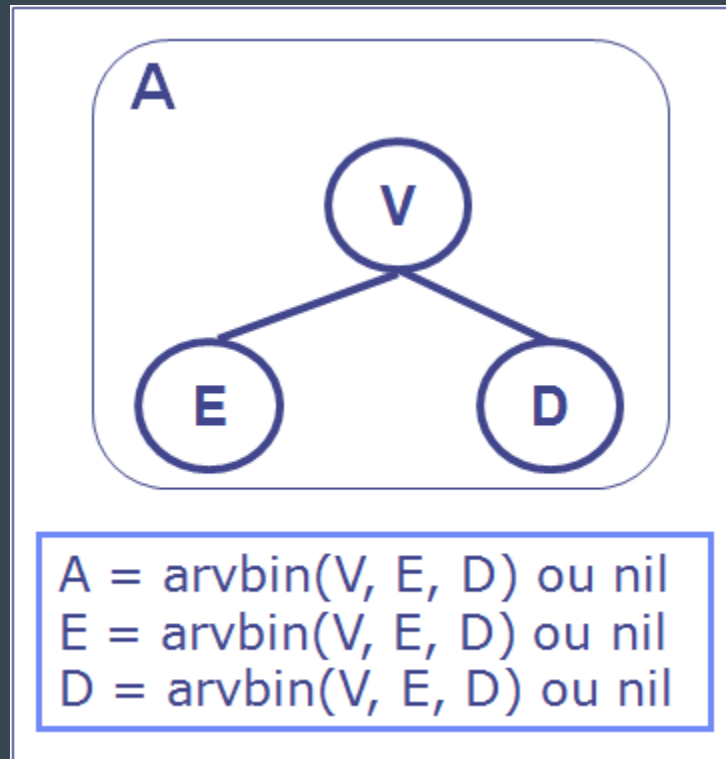 A
V
E
D
A = arvbin(V, E, D) ou nil
E = arvbin(V, E, D) ou nil
D = arvbin(V, E, D) ou nil